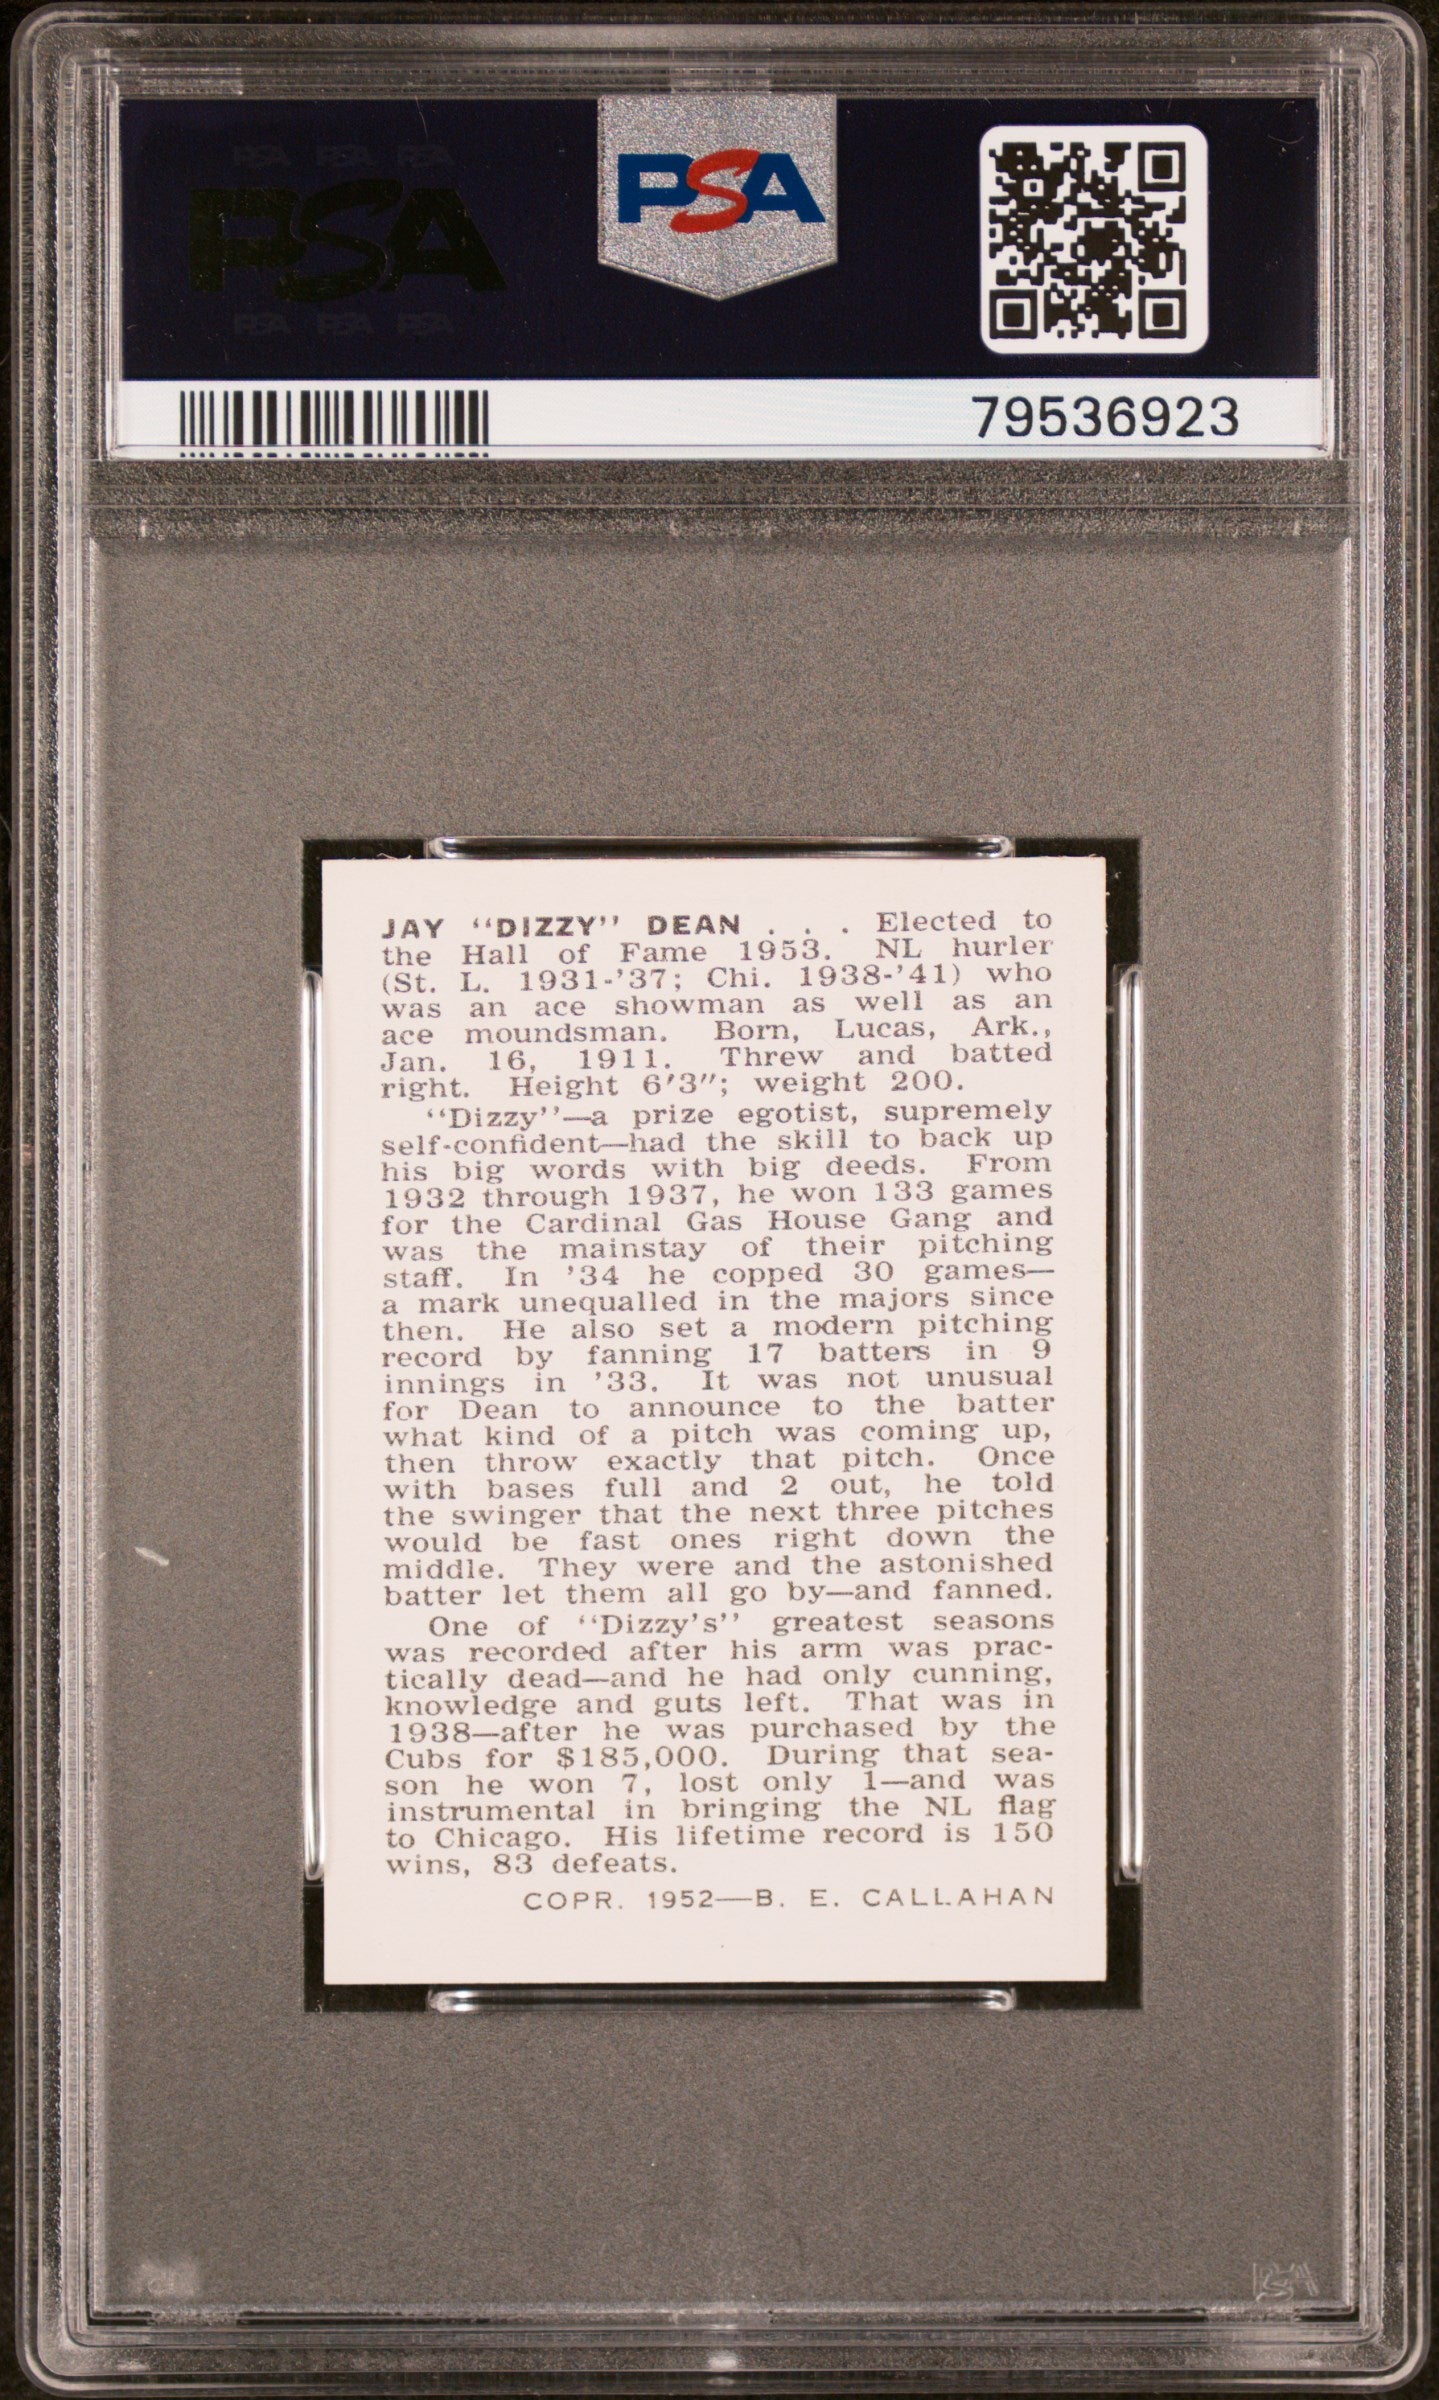 PSA PSA PSA
PSA
PSA PSA PSA
PSA
79536923
JAY “DIZZY” DEAN . . . Elected to
the Hall of Fame 1953. NL hurler
(St. L. 1931-’37; Chi. 1938-’41) who
was an ace showman as well as an
ace moundsman. Born, Lucas, Ark.,
Jan. 16, 1911. Threw and batted
right. Height 6′3″; weight 200.
“Dizzy”—a prize egotist, supremely
self-confident—had the skill to back up
his big words with big deeds. From
1932 through 1937, he won 133 games
for the Cardinal Gas House Gang and
was the mainstay of their pitching
staff. In ’34 he copped 30 games—
a mark unequalled in the majors since
then. He also set a modern pitching
record by fanning 17 batters in 9
innings in ’33. It was not unusual
for Dean to announce to the batter
what kind of a pitch was coming up,
then throw exactly that pitch. Once
with bases full and 2 out, he told
the swinger that the next three pitches
would be fast ones right down the
middle. They were and the astonished
batter let them all go by—and fanned.
One of “Dizzy’s” greatest seasons
was recorded after his arm was prac-
tically dead—and he had only cunning,
knowledge and guts left. That was in
1938—after he was purchased by the
Cubs for $185,000. During that sea-
son he won 7, lost only 1—and was
instrumental in bringing the NL flag
to Chicago. His lifetime record is 150
wins, 83 defeats.
COPR. 1952—B. E. CALLAHAN
PSA